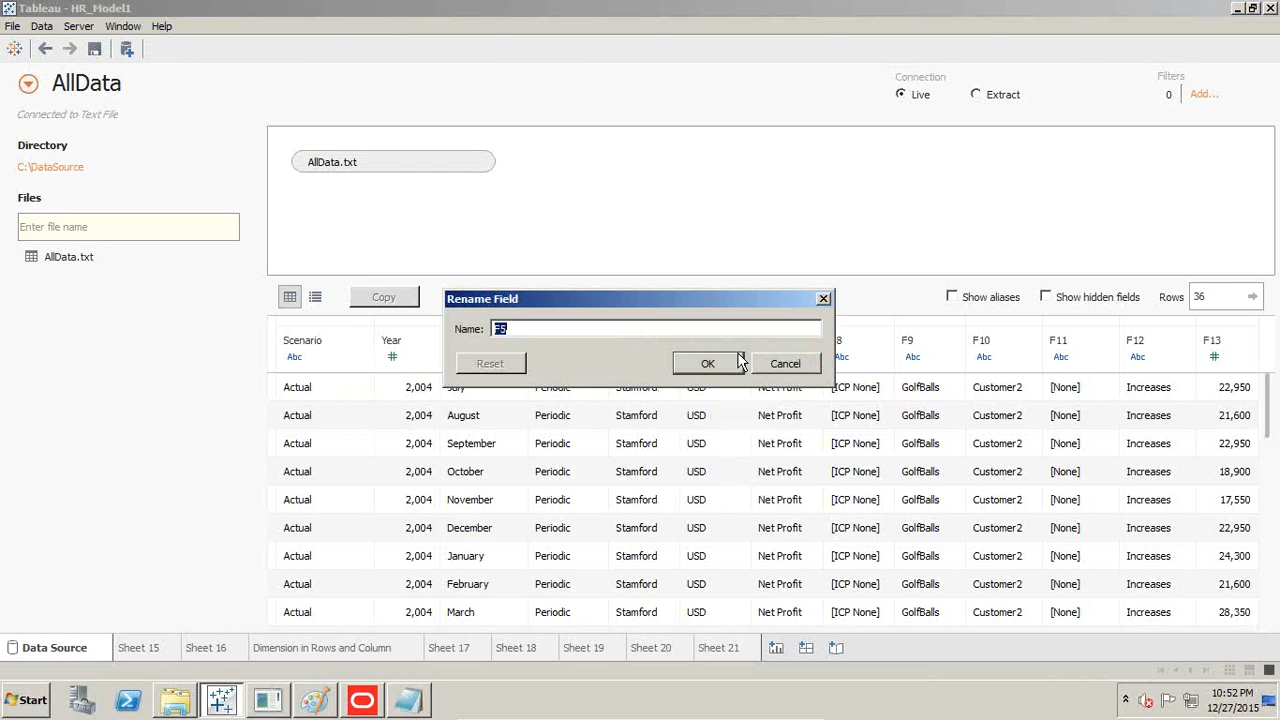 Tableau - HR_Model1
File Data Server Window Help
AllData
Connected to Text File
Directory
C:\DataSource
Files
Enter file name
AllData.txt
Connection
Live Extract
Filters
0 Add...
AllData.txt
Copy
Show aliases Show hidden fields Rows 36
Rename Field
Name: F5
Reset OK Cancel
Scenario Year F9 F10 F11 F12 F13
Abc # Abc Abc Abc Abc Abc #
Actual 2,004 July Periodic Stamford USD Net Profit [ICP None] GolfBalls Customer2 [None] Increases 22,950
Actual 2,004 August Periodic Stamford USD Net Profit [ICP None] GolfBalls Customer2 [None] Increases 21,600
Actual 2,004 September Periodic Stamford USD Net Profit [ICP None] GolfBalls Customer2 [None] Increases 22,950
Actual 2,004 October Periodic Stamford USD Net Profit [ICP None] GolfBalls Customer2 [None] Increases 18,900
Actual 2,004 November Periodic Stamford USD Net Profit [ICP None] GolfBalls Customer2 [None] Increases 17,550
Actual 2,004 December Periodic Stamford USD Net Profit [ICP None] GolfBalls Customer2 [None] Increases 22,950
Actual 2,004 January Periodic Stamford USD Net Profit [ICP None] GolfBalls Customer2 [None] Increases 24,300
Actual 2,004 February Periodic Stamford USD Net Profit [ICP None] GolfBalls Customer2 [None] Increases 21,600
Actual 2,004 March Periodic Stamford USD Net Profit [ICP None] GolfBalls Customer2 [None] Increases 28,350
Data Source Sheet 15 Sheet 16 Dimension in Rows and Column Sheet 17 Sheet 18 Sheet 19 Sheet 20 Sheet 21
Start
10:52 PM
12/27/2015